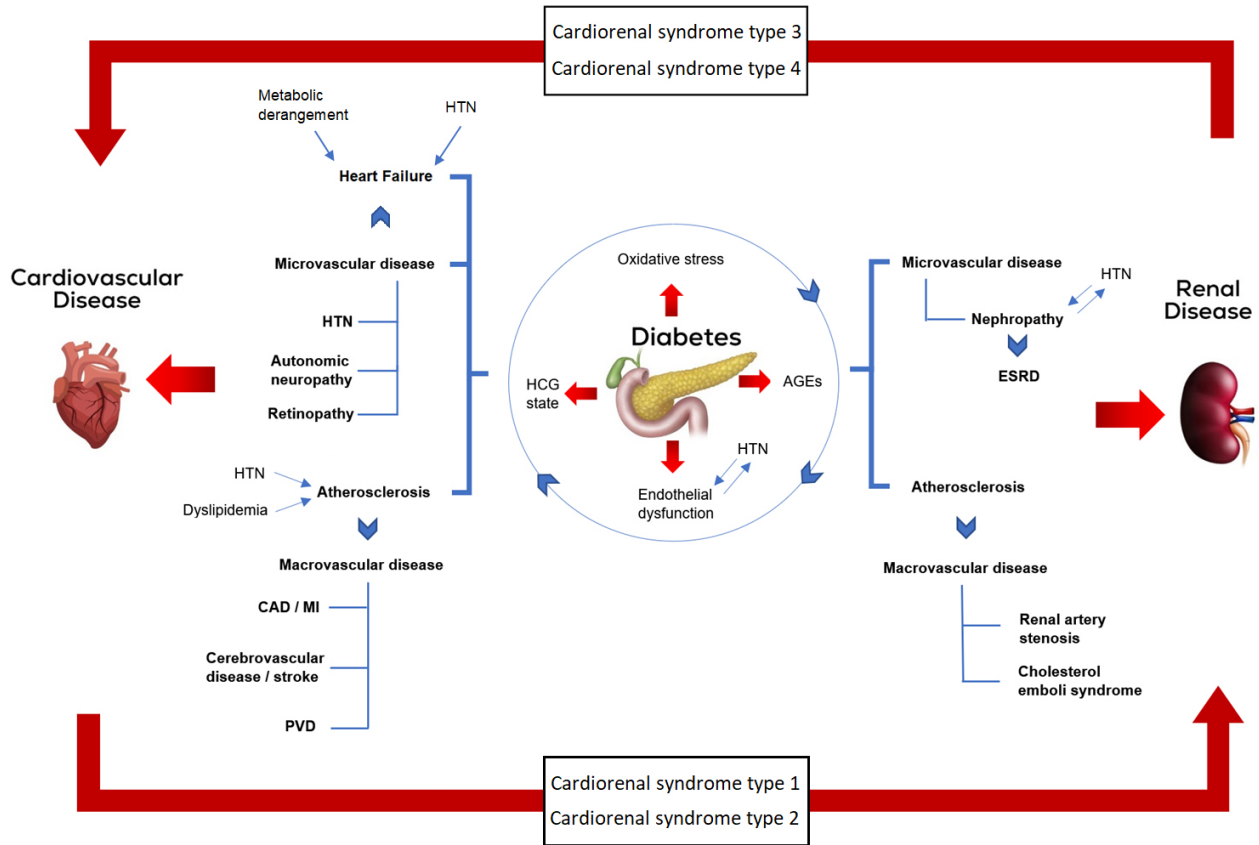 Cardiorenal syndrome type 3
Cardiorenal syndrome type 4
Metabolic
derangement
HTN
Heart Failure
Microvascular disease
HTN
Autonomic
neuropathy
Retinopathy
Cardiovascular
Disease
HTN
Dyslipidemia
Atherosclerosis
Macrovascular disease
CAD / MI
Cerebrovascular
disease / stroke
PVD
Oxidative stress
Diabetes
HCG
state
AGEs
HTN
Endothelial
dysfunction
Microvascular disease
HTN
Nephropathy
ESRD
Renal
Disease
Atherosclerosis
Macrovascular disease
Renal artery
stenosis
Cholesterol
emboli syndrome
Cardiorenal syndrome type 1
Cardiorenal syndrome type 2